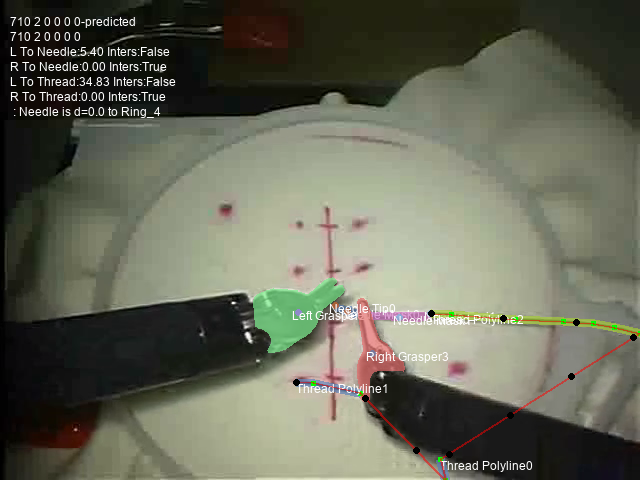 710 2 0 0 0 0-predicted
710 2 0 0 0 0
L To Needle:5.40 Inters:False
R To Needle:0.00 Inters:True
L To Thread:34.83 Inters:False
R To Thread:0.00 Inters:True
: Needle is d=0.0 to Ring_4
Needle Tip0
Left Grasper
Polyline2
Right Grasper3
Thread Polyline1
Thread Polyline0